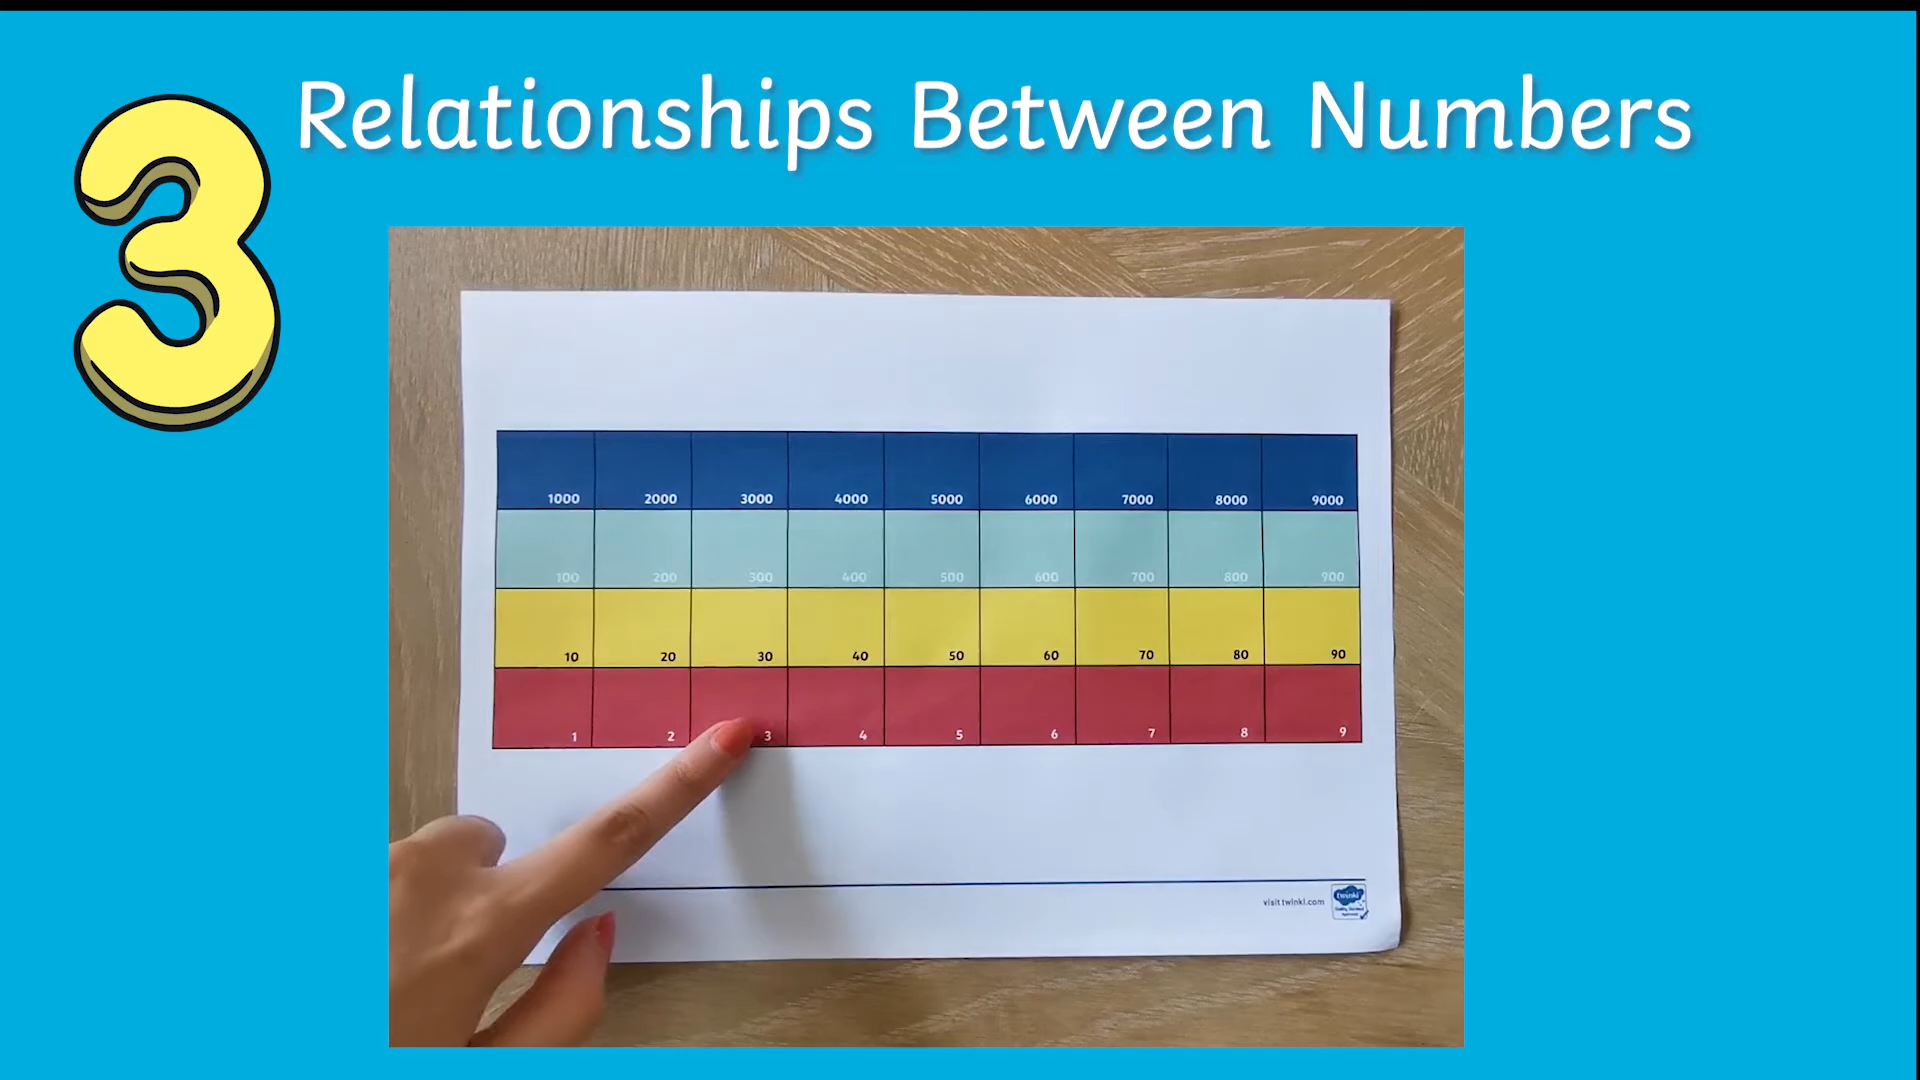 3
Relationships Between Numbers
1000 2000 3000 4000 5000 6000 7000 8000 9000
100 200 300 400 500 600 700 800 900
10 20 30 40 50 60 70 80 90
1 2 3 4 5 6 7 8 9
visit twinkl.com
twinkl